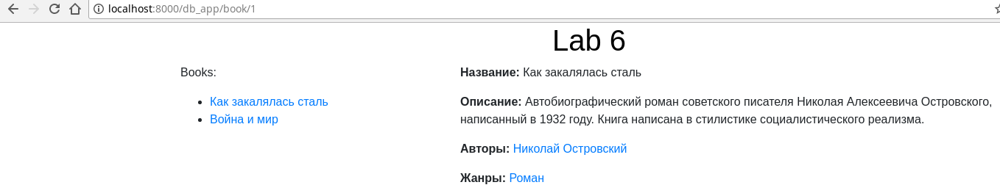 localhost:8000/db_app/book/1
Lab 6
Books:
Как закалялась сталь
Война и мир
Название: Как закалялась сталь
Описание: Автобиографический роман советского писателя Николая Алексеевича Островского,
написанный в 1932 году. Книга написана в стилистике социалистического реализма.
Авторы: Николай Островский
Жанры: Роман